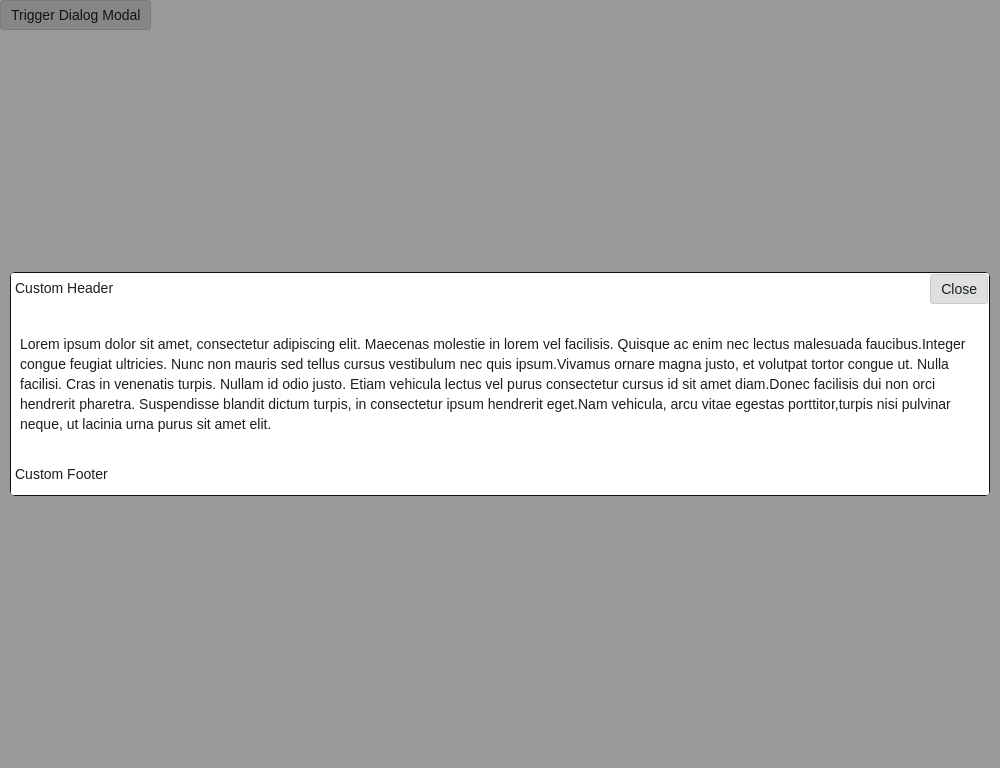 Trigger Dialog Modal
Custom Header
Close
Lorem ipsum dolor sit amet, consectetur adipiscing elit. Maecenas molestie in lorem vel facilisis. Quisque ac enim nec lectus malesuada faucibus.Integer
congue feugiat ultricies. Nunc non mauris sed tellus cursus vestibulum nec quis ipsum.Vivamus ornare magna justo, et volutpat tortor congue ut. Nulla
facilisi. Cras in venenatis turpis. Nullam id odio justo. Etiam vehicula lectus vel purus consectetur cursus id sit amet diam.Donec facilisis dui non orci
hendrerit pharetra. Suspendisse blandit dictum turpis, in consectetur ipsum hendrerit eget.Nam vehicula, arcu vitae egestas porttitor,turpis nisi pulvinar
neque, ut lacinia urna purus sit amet elit.
Custom Footer